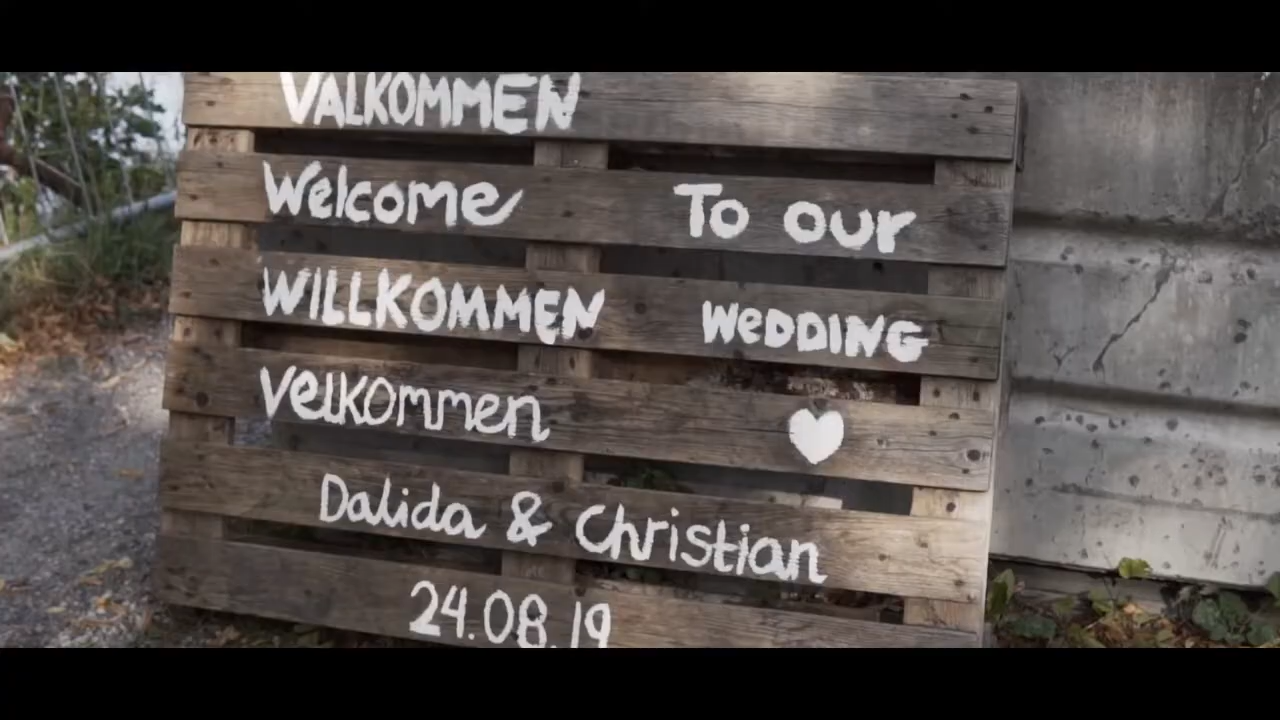 VALKOMMEN
Welcome To our
WILLKOMMEN WeDDING
Velkommen
Dalida & Christian
24.08.19